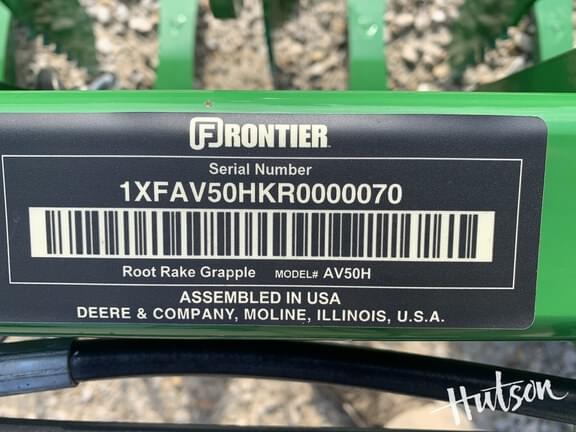 FRONTIER
Serial Number
1XFAV50HKR0000070
Root Rake Grapple MODEL# AV50H
ASSEMBLED IN USA
DEERE & COMPANY, MOLINE, ILLINOIS, U.S.A.
Hutson